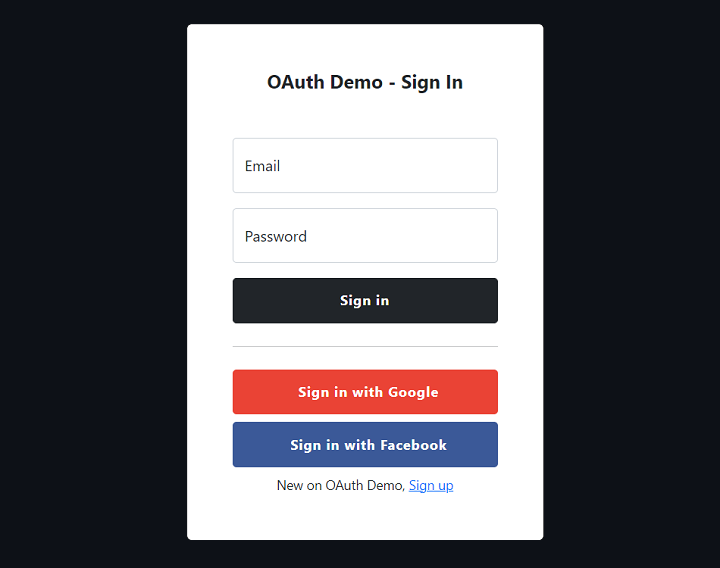 OAuth Demo - Sign In
Email
Password
Sign in
Sign in with Google
Sign in with Facebook
New on OAuth Demo, Sign up